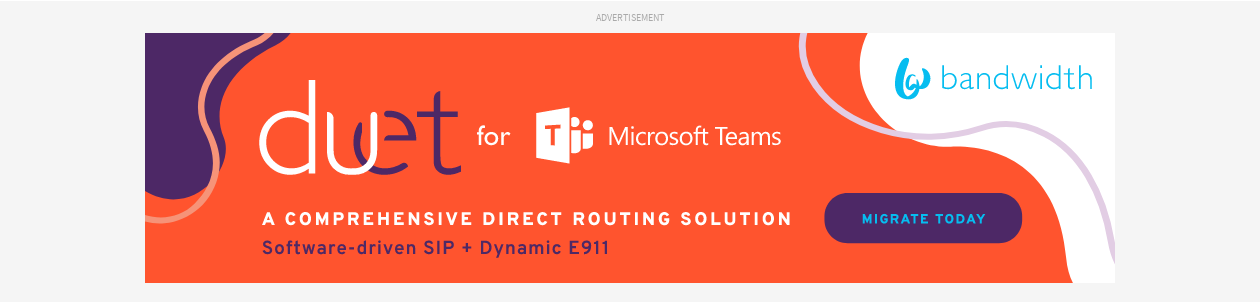 ADVERTISEMENT
bandwidth
duet for Microsoft Teams
A COMPREHENSIVE DIRECT ROUTING SOLUTION
MIGRATE TODAY
Software-driven SIP + Dynamic E911